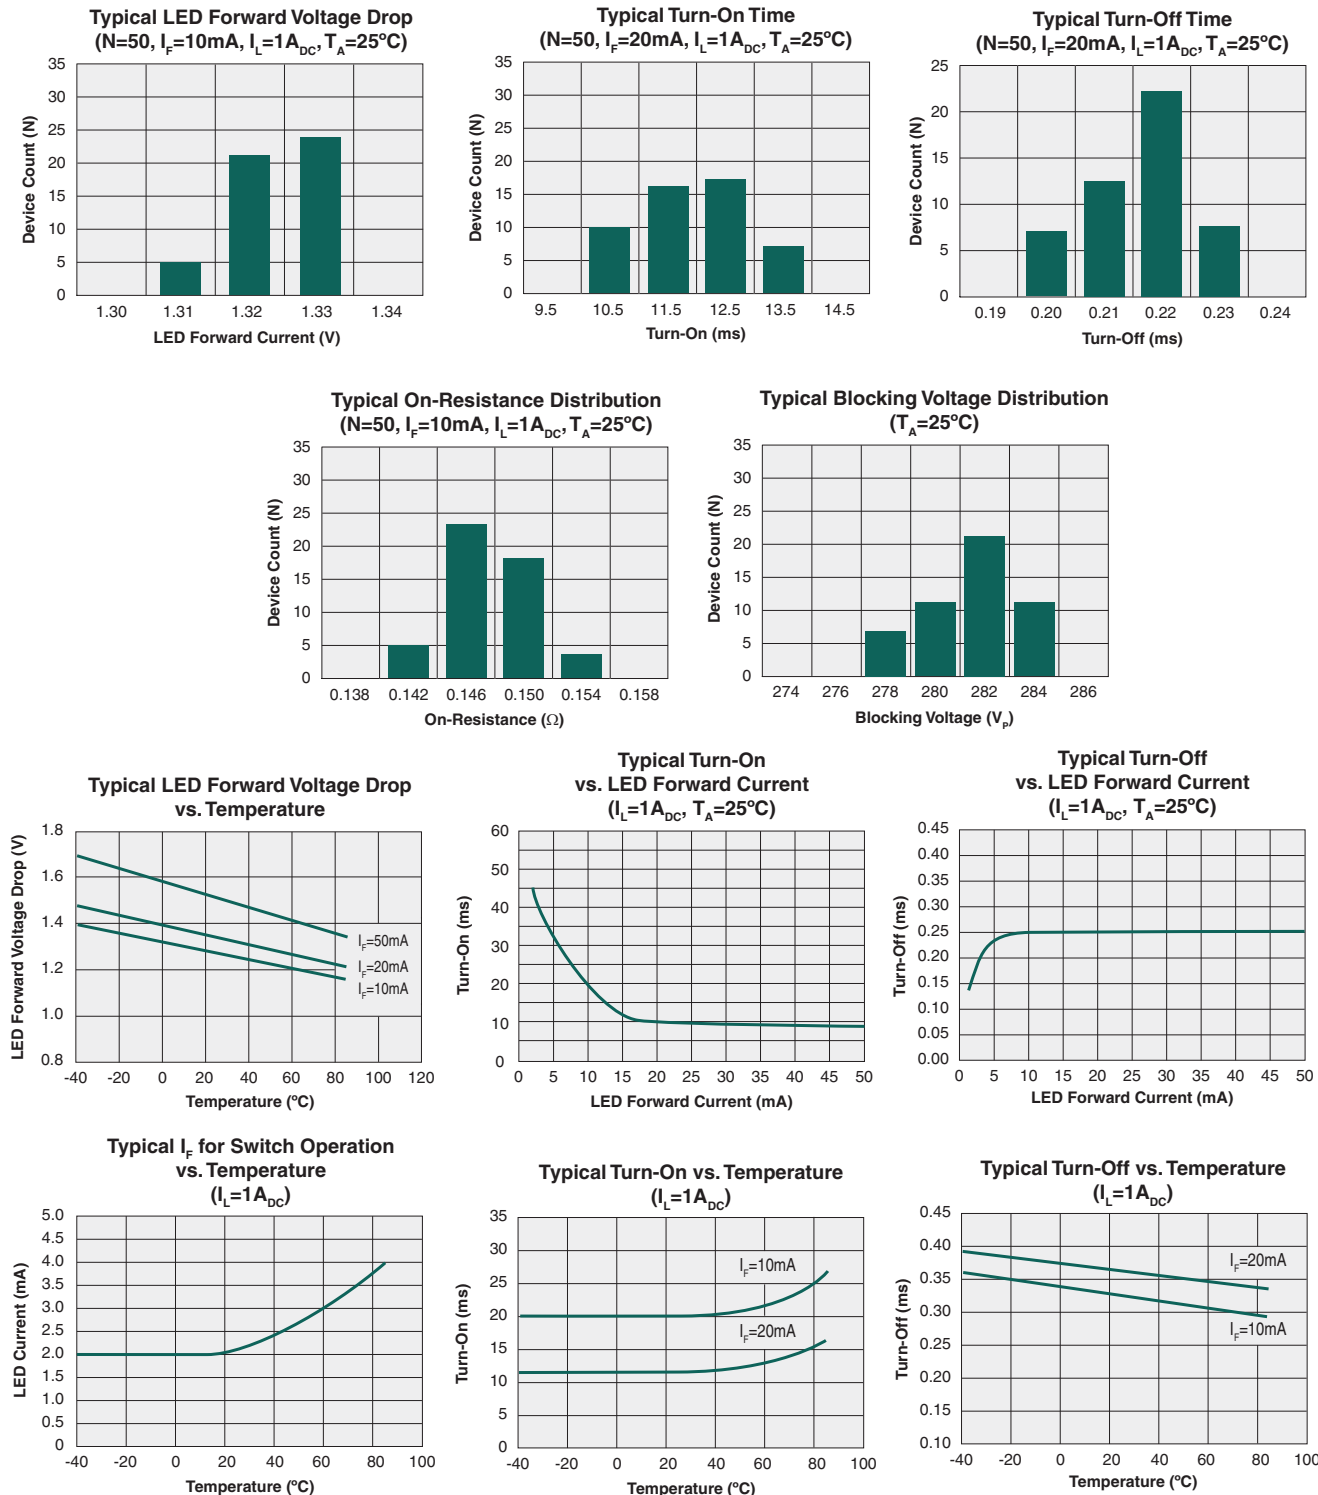 Typical LED Forward Voltage Drop
(N=50, IF=10mA, IL=1ADC, TA=25ºC)
35
30
25
20
15
10
5
0
Device Count (N)
1.30 1.31 1.32 1.33 1.34
LED Forward Current (V)
Typical Turn-On Time
(N=50, IF=20mA, IL=1ADC, TA=25ºC)
35
30
25
20
15
10
5
0
Device Count (N)
9.5 10.5 11.5 12.5 13.5 14.5
Turn-On (ms)
Typical Turn-Off Time
(N=50, IF=20mA, IL=1ADC, TA=25ºC)
25
20
15
10
5
0
Device Count (N)
0.19 0.20 0.21 0.22 0.23 0.24
Turn-Off (ms)
Typical On-Resistance Distribution
(N=50, IF=10mA, IL=1ADC, TA=25ºC)
35
30
25
20
15
10
5
0
Device Count (N)
0.138 0.142 0.146 0.150 0.154 0.158
On-Resistance (Ω)
Typical Blocking Voltage Distribution
(TA=25ºC)
35
30
25
20
15
10
5
0
Device Count (N)
274 276 278 280 282 284 286
Blocking Voltage (VP)
Typical LED Forward Voltage Drop
vs. Temperature
1.8
1.6
1.4
1.2
1.0
0.8
LED Forward Voltage Drop (V)
IF=50mA
IF=20mA
IF=10mA
-40 -20 0 20 40 60 80 100 120
Temperature (ºC)
Typical Turn-On
vs. LED Forward Current
(IL=1ADC, TA=25ºC)
60
50
40
30
20
10
0
Turn-On (ms)
0 5 10 15 20 25 30 35 40 45 50
LED Forward Current (mA)
Typical Turn-Off
vs. LED Forward Current
(IL=1ADC, TA=25ºC)
0.45
0.40
0.35
0.30
0.25
0.20
0.15
0.10
0.05
0.00
Turn-Off (ms)
0 5 10 15 20 25 30 35 40 45 50
LED Forward Current (mA)
Typical IF for Switch Operation
vs. Temperature
(IL=1ADC)
5.0
4.5
4.0
3.5
3.0
2.5
2.0
1.5
1.0
0.5
0
LED Current (mA)
-40 -20 0 20 40 60 80 100
Temperature (ºC)
Typical Turn-On vs. Temperature
(IL=1ADC)
35
30
25
20
15
10
5
0
Turn-On (ms)
IF=10mA
IF=20mA
-40 -20 0 20 40 60 80 100
Temperature (ºC)
Typical Turn-Off vs. Temperature
(IL=1ADC)
0.45
0.40
0.35
0.30
0.25
0.20
0.15
0.10
Turn-Off (ms)
IF=20mA
IF=10mA
-40 -20 0 20 40 60 80 100
Temperature (ºC)